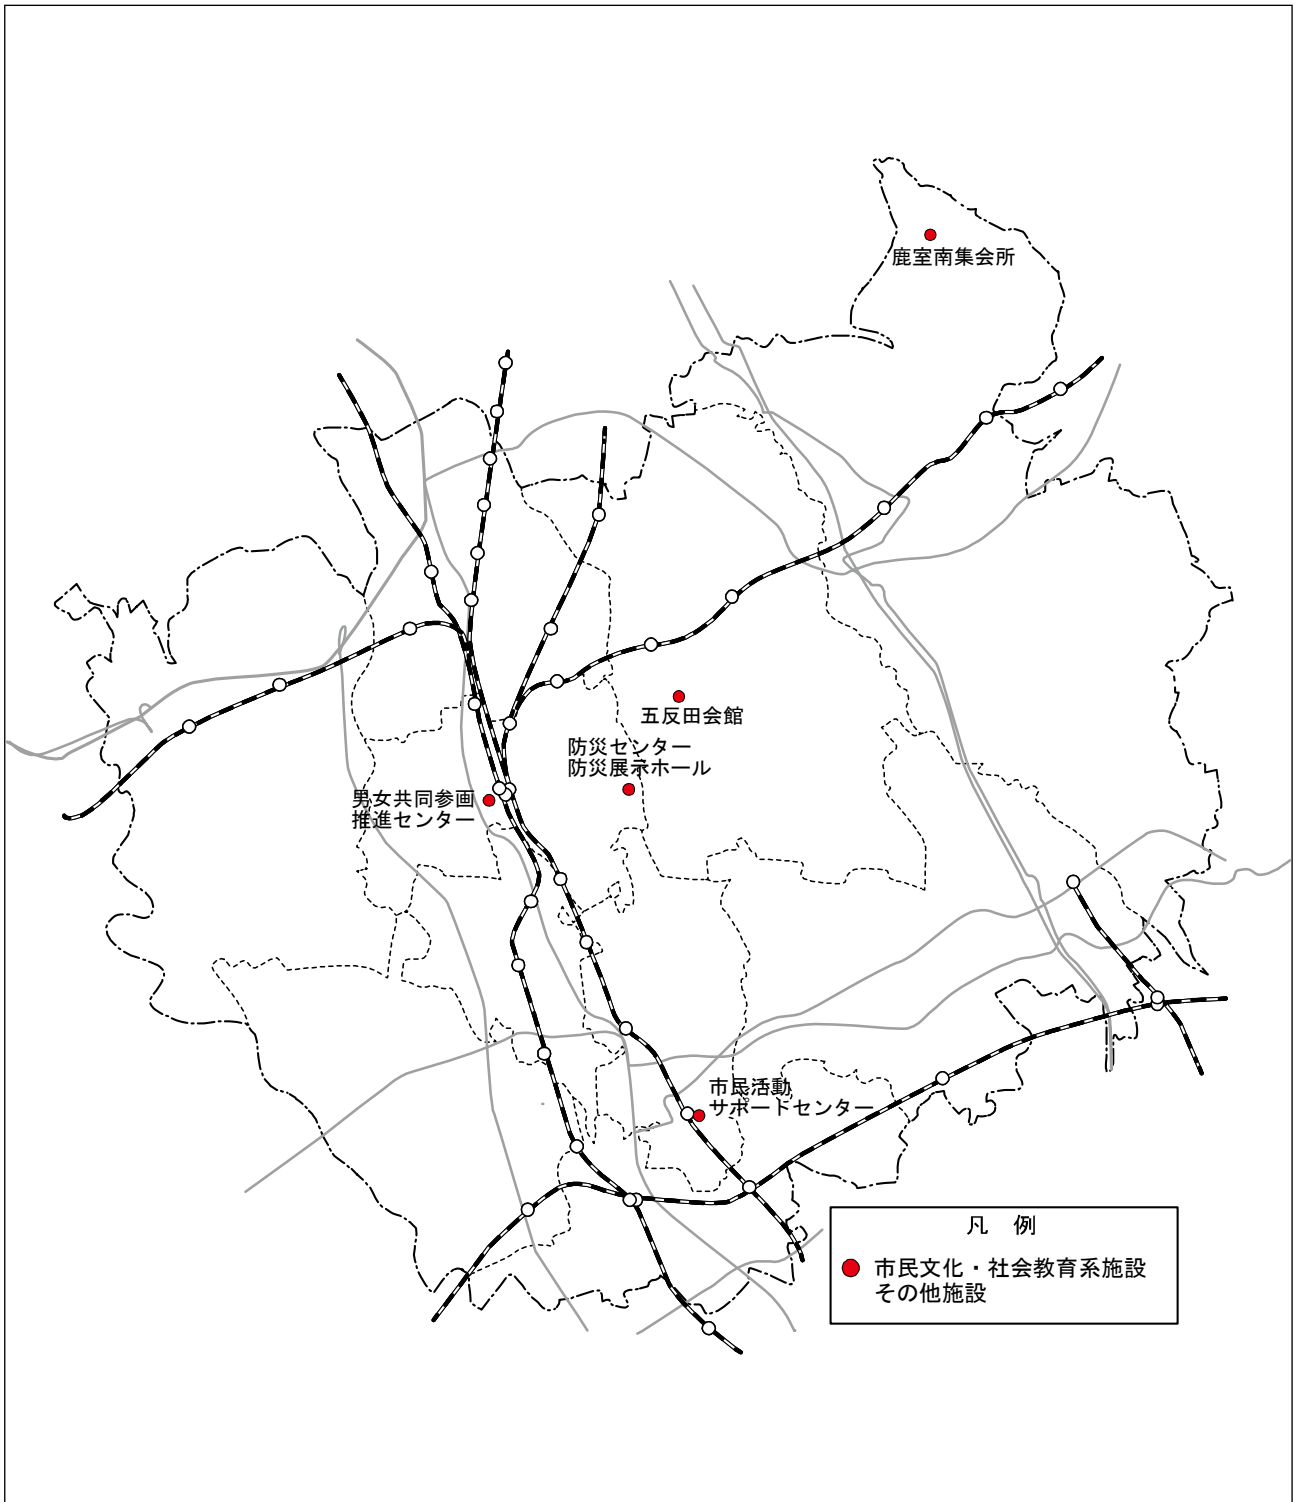 鹿室南集会所
五反田会館
防災センター
防災展示ホール
男女共同参画
推進センター
市民活動
サポートセンター
凡 例
市民文化・社会教育系施設
その他施設